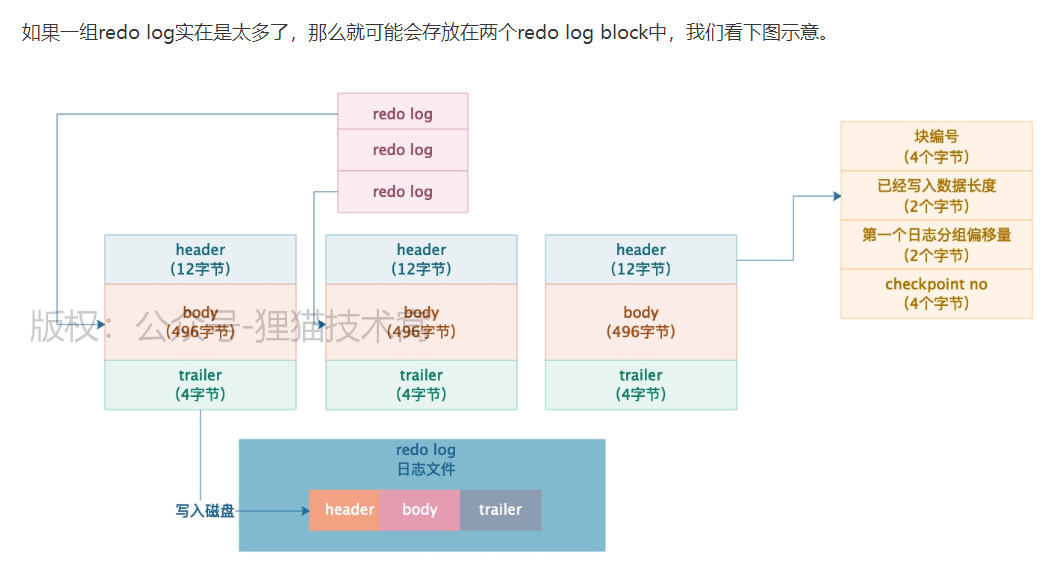 如果一组redo log实在是太多了，那么就可能会存放在两个redo log block中，我们看下图示意。
redo log
redo log
redo log
块编号
(4个字节)
已经写入数据长度
(2个字节)
第一个日志分组偏移量
(2个字节)
checkpoint no
(4个字节)
header
(12字节)
header
(12字节)
header
(12字节)
body
(496字节)
body
(496字节)
body
(496字节)
版权：公众号-狸猫技术窝
trailer
(4字节)
trailer
(4字节)
trailer
(4字节)
redo log
日志文件
写入磁盘
header
body
trailer